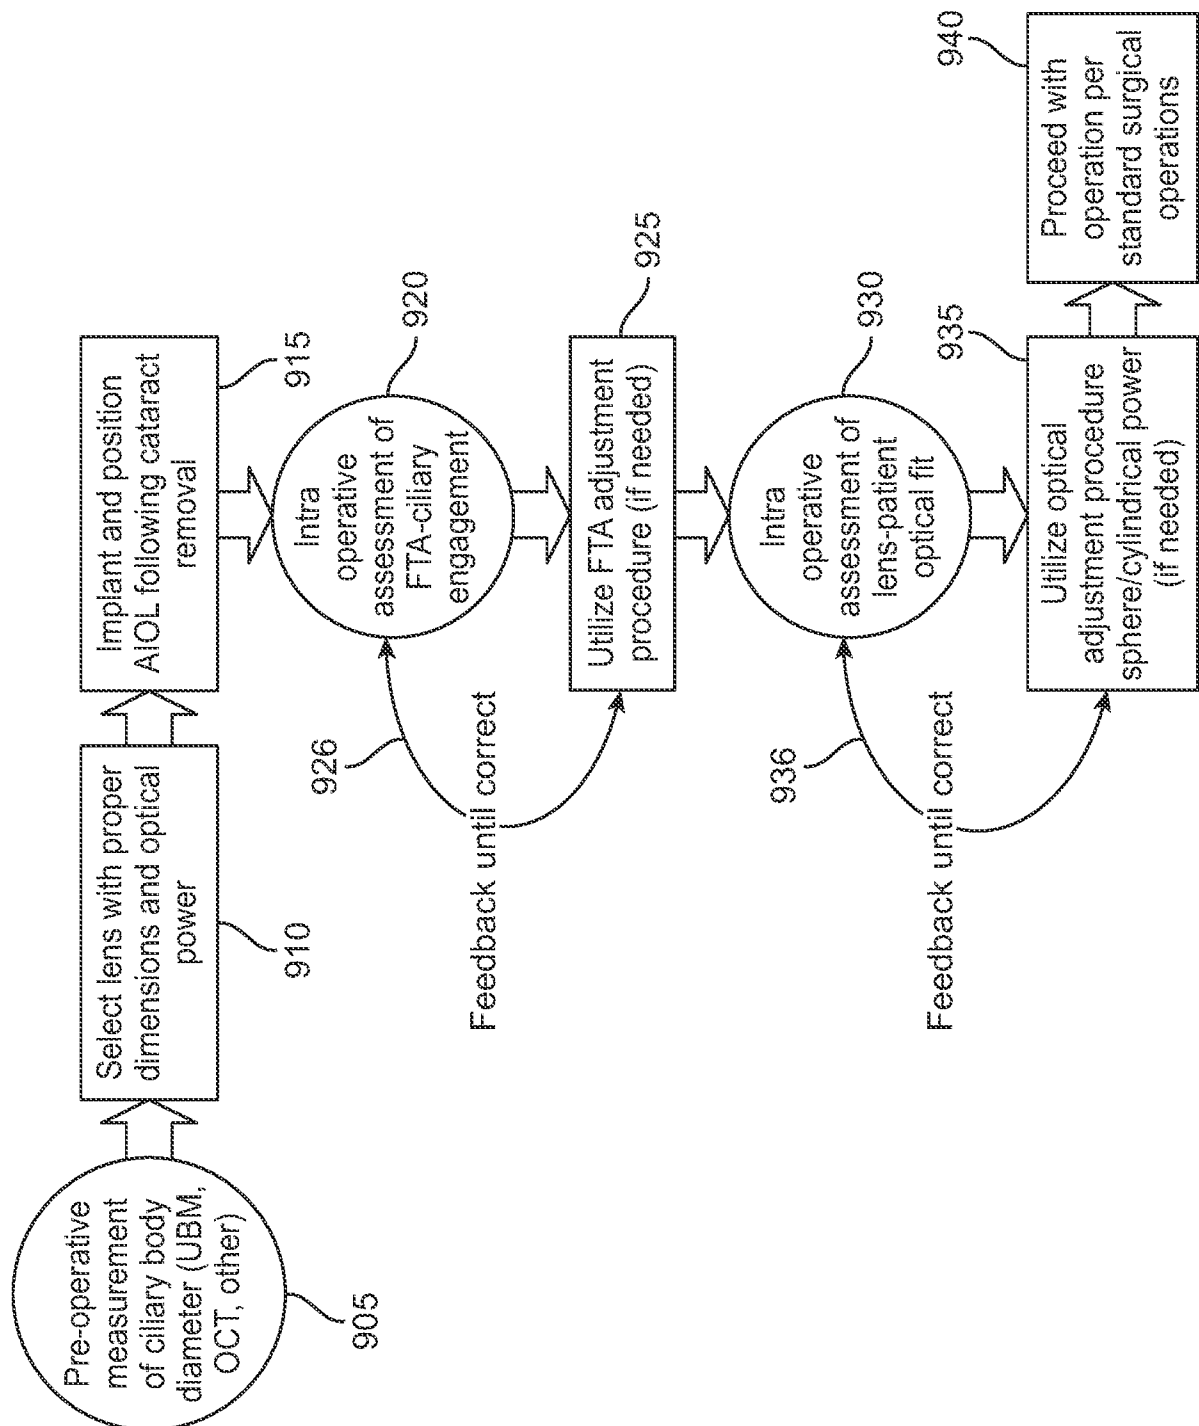 Pre-operative
measurement
of ciliary body
diameter (UBM,
OCT, other)
905
Select lens with proper
dimensions and optical
power
910
Implant and position
AIOL following cataract
removal
915
Intra
operative
assessment of
FTA-ciliary
engagement
920
Utilize FTA adjustment
procedure (if needed)
925
926
Feedback until correct
Intra
operative
assessment of
lens-patient
optical fit
930
Utilize optical
adjustment procedure
sphere/cylindrical power
(if needed)
935
936
Feedback until correct
Proceed with
operation per
standard surgical
operations
940